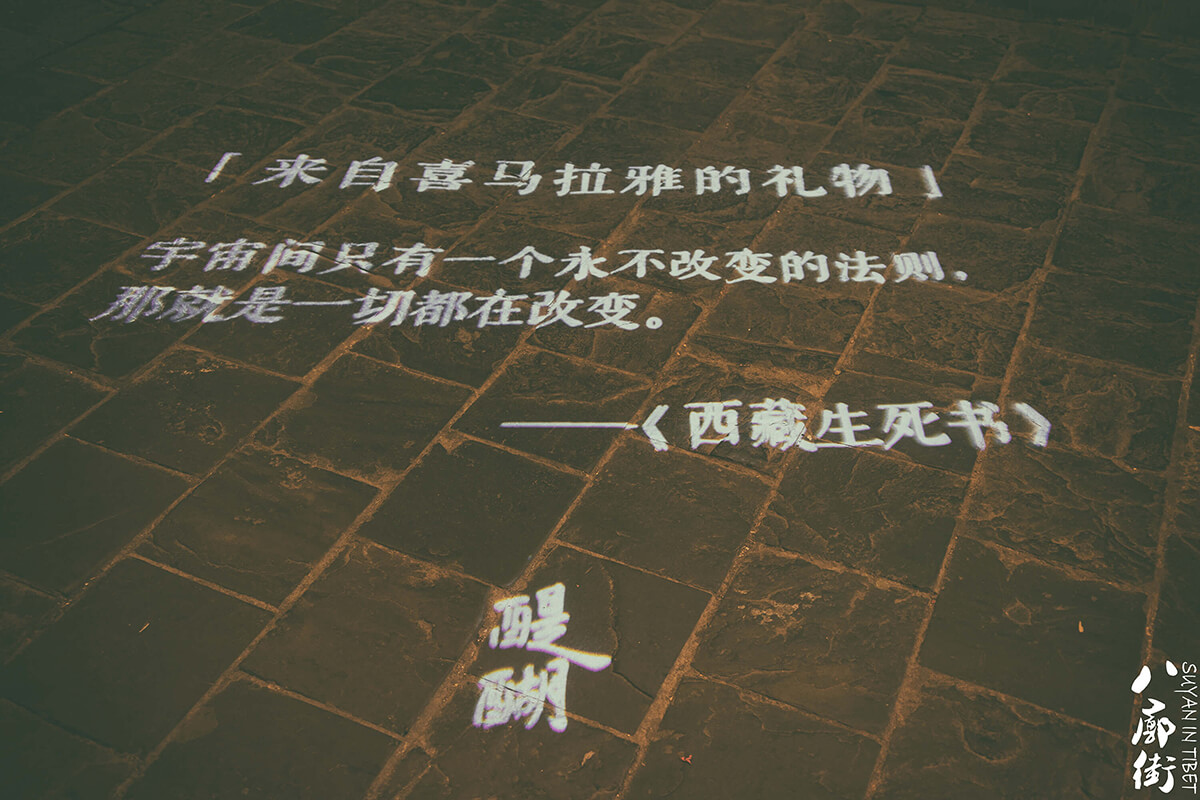 「来自喜马拉雅的礼物」
宇宙间只有一个永不改变的法则,
那就是一切都在改变。
——《西藏生死书》
醍
醐
八廓街
SUYAN IN TIBET